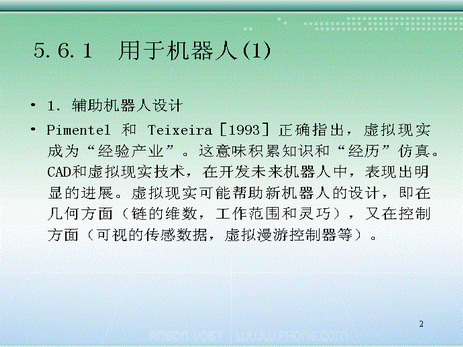 5.6.1 用于机器人(1)
• 1. 辅助机器人设计
• Pimentel 和 Teixeira［1993］正确指出，虚拟现实
成为“经验产业”。这意味积累知识和“经历”仿真。
CAD和虚拟现实技术，在开发未来机器人中，表现出明
显的进展。虚拟现实可能帮助新机器人的设计，即在
几何方面（链的维数，工作范围和灵巧），又在控制
方面（可视的传感数据，虚拟漫游控制器等）。
2